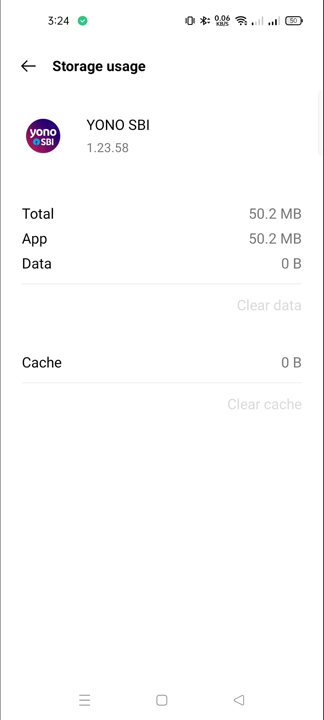 3:24
0.06
KB/S
50
Storage usage
yono
SBI
YONO SBI
1.23.58
Total 50.2 MB
App 50.2 MB
Data 0 B
Clear data
Cache 0 B
Clear cache